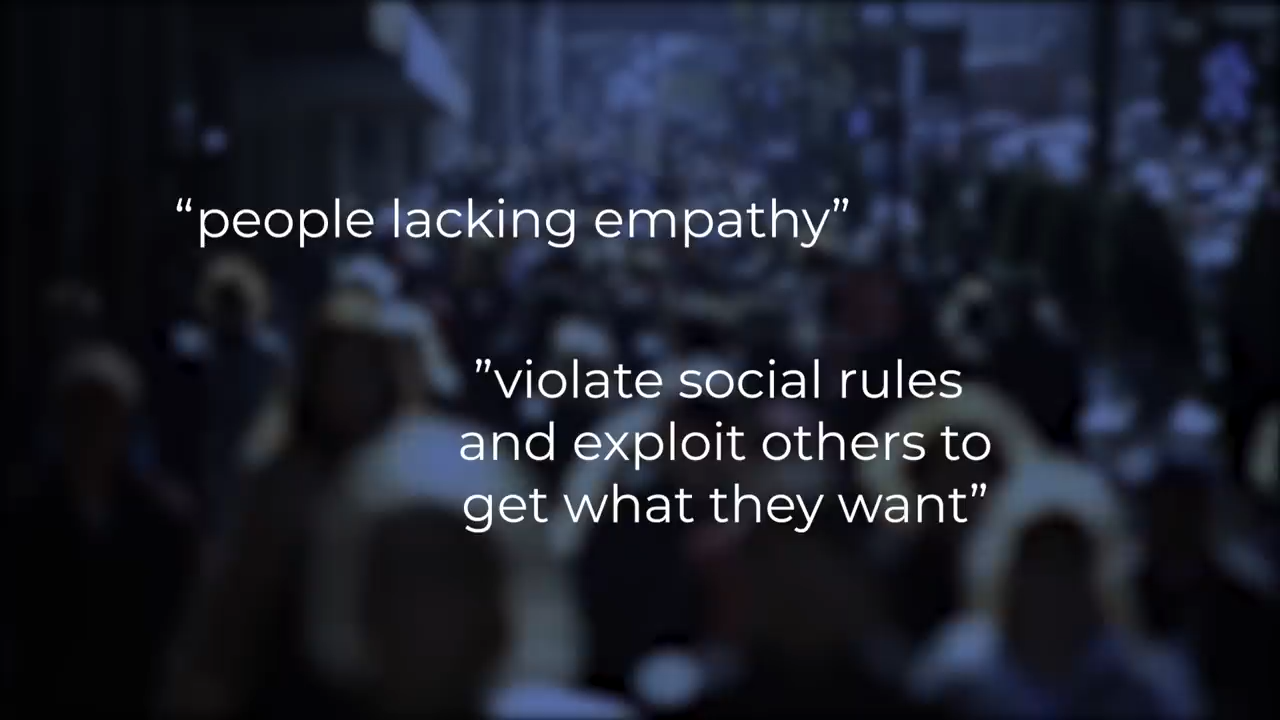 “people lacking empathy”
”violate social rules
and exploit others to
get what they want”